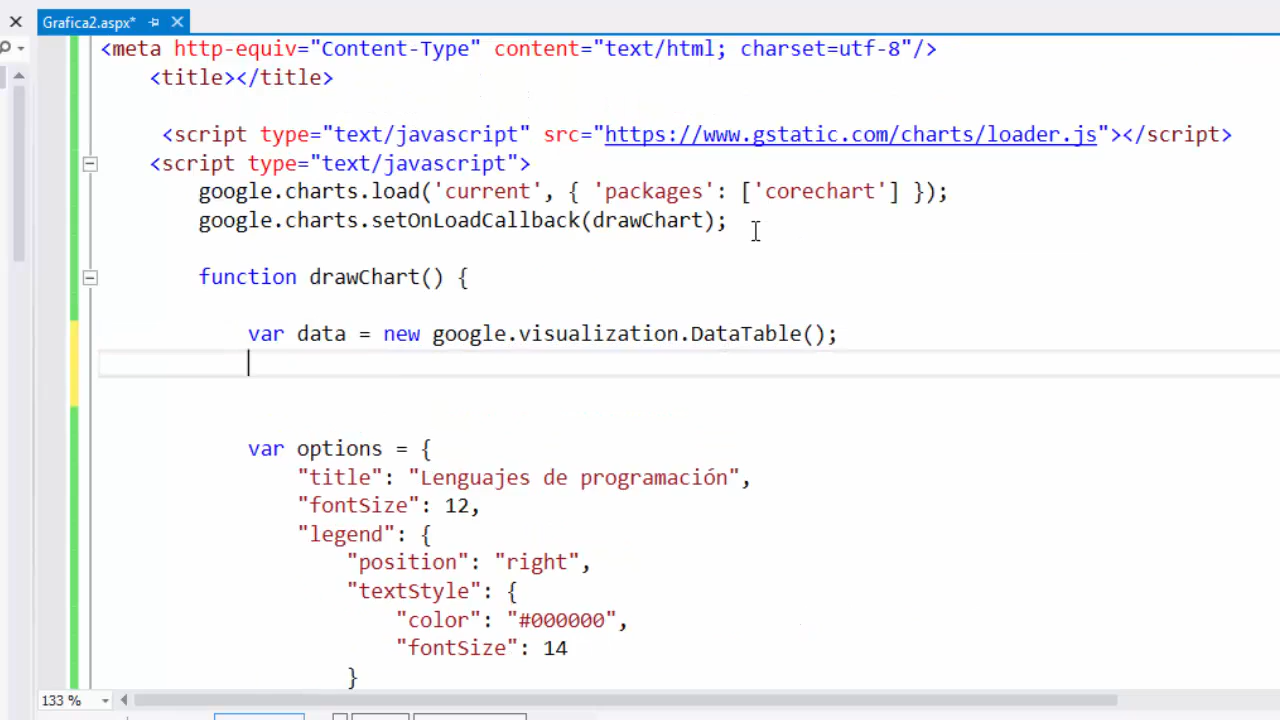 Grafica2.aspx*
<meta http-equiv="Content-Type" content="text/html; charset=utf-8"/>
<title></title>
<script type="text/javascript" src="https://www.gstatic.com/charts/loader.js"></script>
<script type="text/javascript">
google.charts.load('current', { 'packages': ['corechart'] });
google.charts.setOnLoadCallback(drawChart);
function drawChart() {
var data = new google.visualization.DataTable();
var options = {
"title": "Lenguajes de programación",
"fontSize": 12,
"legend": {
"position": "right",
"textStyle": {
"color": "#000000",
"fontSize": 14
}
133 %